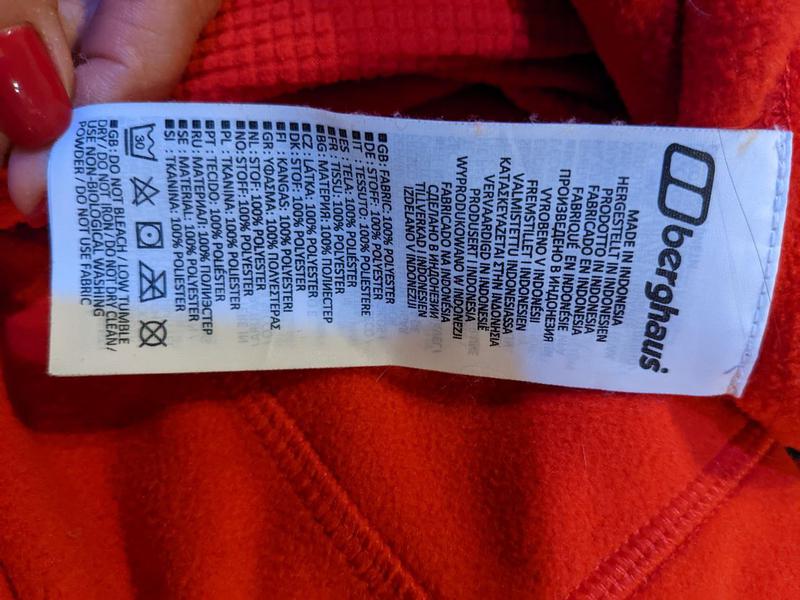 berghaus
MADE IN INDONESIA
HERGESTELLT IN INDONESIEN
PRODOTTO IN INDONESIA
FABRICADO EN INDONESIA
FABRIQUÉ EN INDONÉSIE
ПРОИЗВЕДЕНО В ИНДОНЕЗИЯ
VYROBENO V INDONÉSII
FREMSTILLET I INDONESIEN
VALMISTETTU INDONESIASSA
ΚΑΤΑΣΚΕΥΑΖΕΤΑΙ ΣΤΗΝ ΙΝΔΟΝΗΣΙΑ
VERVAARDIGD IN INDONESIË
PRODUSERT I INDONESIA
WYPRODUKOWANO W INDONEZJI
FABRICADO NA INDONÉSIA
СДЕЛАНО В ИНДОНЕЗИИ
TILLVERKAD I INDONESIEN
IZDELANO V INDONEZIJI
GB: FABRIC: 100% POLYESTER
DE: STOFF: 100% POLYESTER
IT: TESSUTO: 100% POLIESTERE
ES: TELA: 100% POLIÉSTER
FR: TISSU: 100% POLYESTER
BG: МАТЕРИЯ: 100% ПОЛИЕСТЕР
CZ: LÁTKA: 100% POLYESTER
DK: STOF: 100% POLYESTER
FI: KANGAS: 100% POLYESTERI
GR: ΥΦΑΣΜΑ: 100% ΠΟΛΥΕΣΤΕΡΑΣ
NL: STOF: 100% POLYESTER
NO: STOFF: 100% POLYESTER
PL: TKANINA: 100% POLIESTER
PT: TECIDO: 100% POLIÉSTER
RU: МАТЕРИАЛ: 100% ПОЛИЭСТЕР
SE: MATERIAL: 100% POLYESTER
SI: TKANINA: 100% POLIESTER
30
GB: DO NOT BLEACH / LOW TUMBLE
DRY / DO NOT IRON / DO NOT DRY CLEAN /
USE NON-BIOLOGICAL WASHING
POWDER / DO NOT USE FABRIC